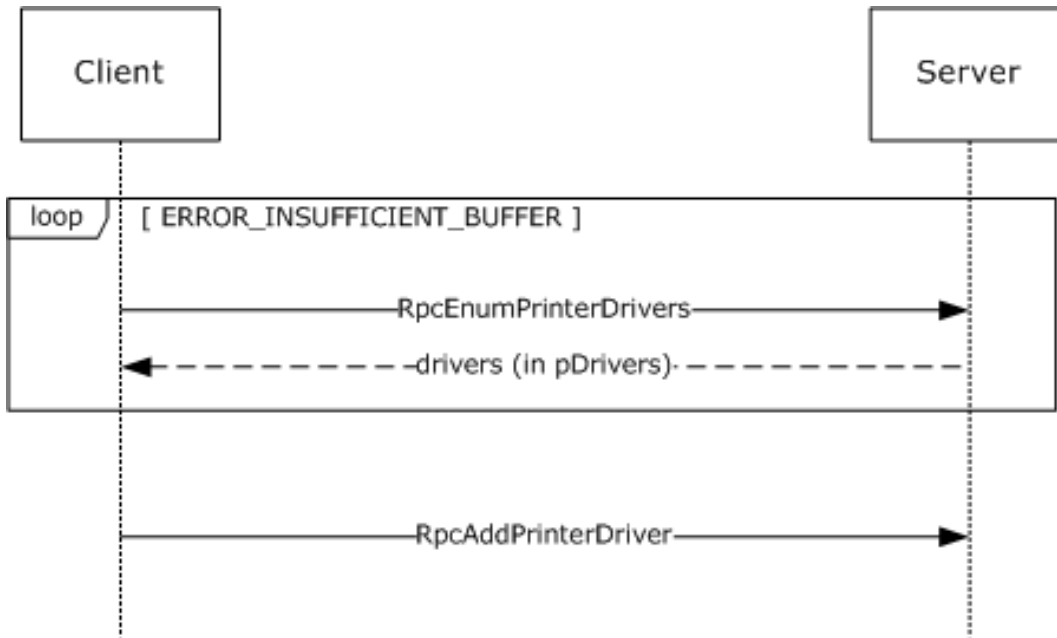 Client
Server
loop
[ ERROR_INSUFFICIENT_BUFFER ]
RpcEnumPrinterDrivers
drivers (in pDrivers)
RpcAddPrinterDriver